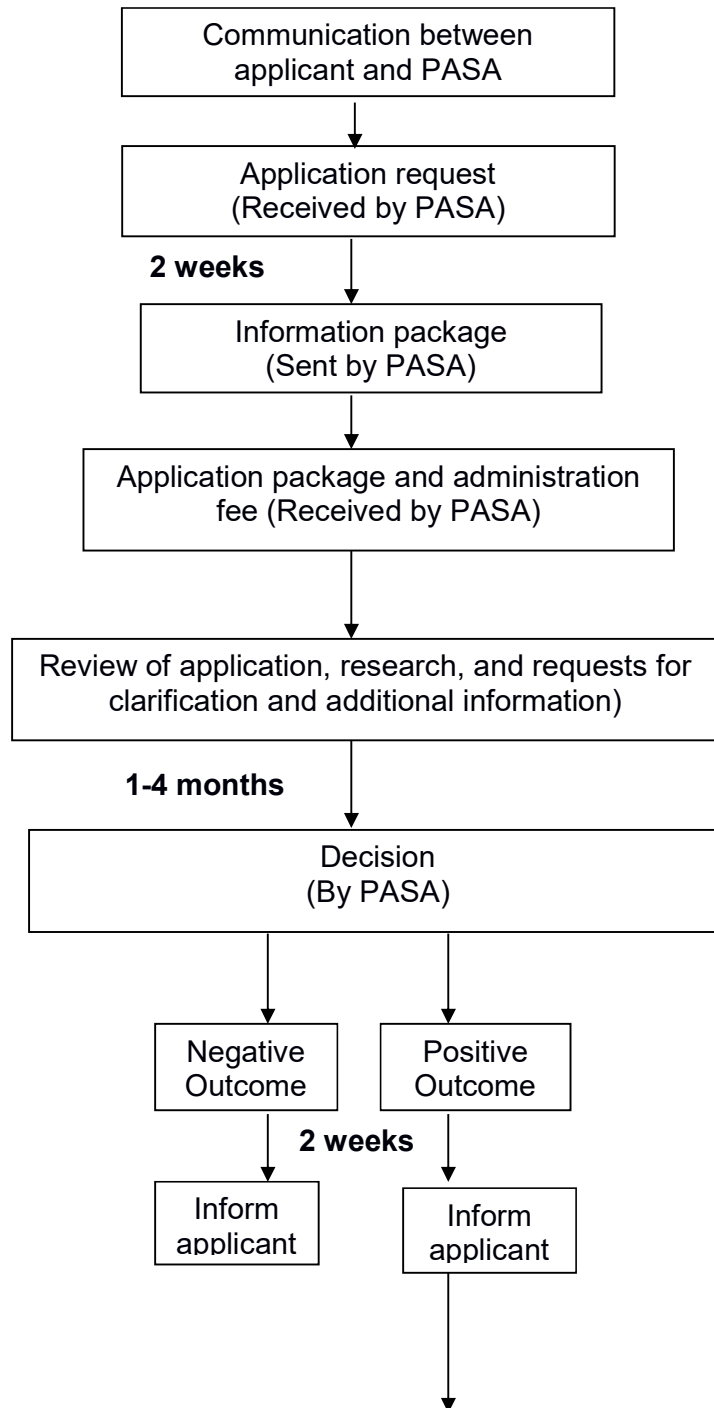 Communication between
applicant and PASA
Application request
(Received by PASA)
2 weeks
Information package
(Sent by PASA)
Application package and administration
fee (Received by PASA)
Review of application, research, and requests for
clarification and additional information)
1-4 months
Decision
(By PASA)
Negative
Outcome
Positive
Outcome
2 weeks
Inform
applicant
Inform
applicant